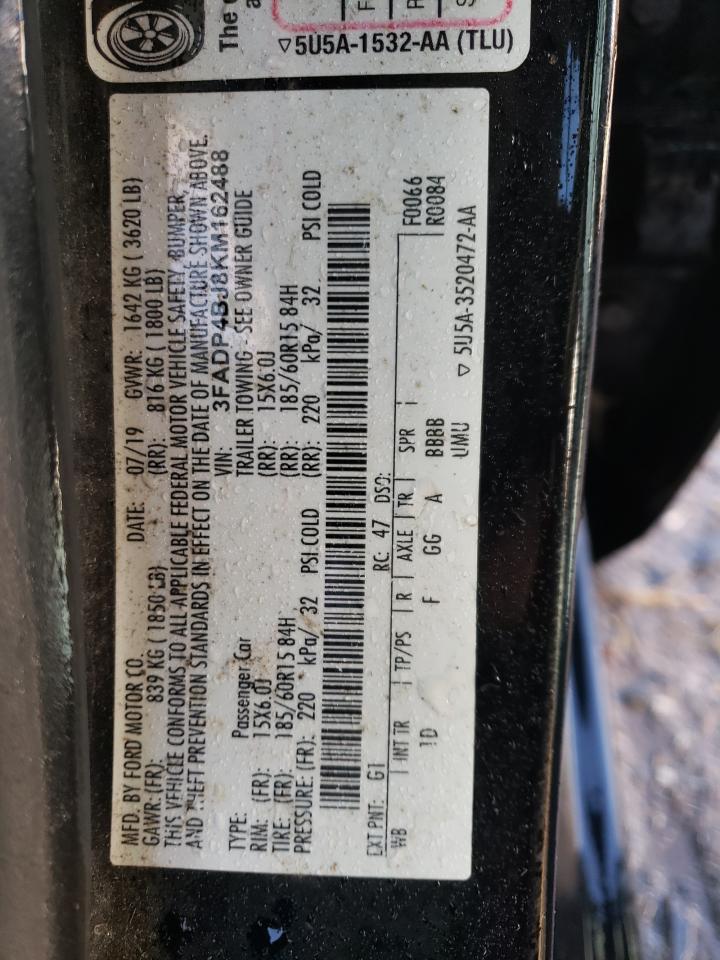 The
▽5U5A-1532-AA (TLU)
MFD. BY FORD MOTOR CO. DATE: 07/19 GVWR: 1642 KG ( 3620 LB)
GAWR: (FR): 839 KG ( 1850 LB) (RR): 816 KG ( 1800 LB)
THIS VEHICLE CONFORMS TO ALL APPLICABLE FEDERAL MOTOR VEHICLE SAFETY, BUMPER,
AND THEFT PREVENTION STANDARDS IN EFFECT ON THE DATE OF MANUFACTURE SHOWN ABOVE.
VIN: 3FADP4BJ8KM162488
TYPE: Passenger Car TRAILER TOWING - SEE OWNER GUIDE
RIM: (FR): 15X6.0J (RR): 15X6.0J
TIRE: (FR): 185/60R15 84H (RR): 185/60R15 84H
PRESSURE: (FR): 220 kPa/ 32 PSI COLD (RR): 220 kPa/ 32 PSI COLD
EXT PNT: G1 RC: 47 DSO: F0066
WB INT TR TP/PS R AXLE TR SPR R0084
1D F GG A BBBB
UMU ▽ 5U5A-3520472-AA